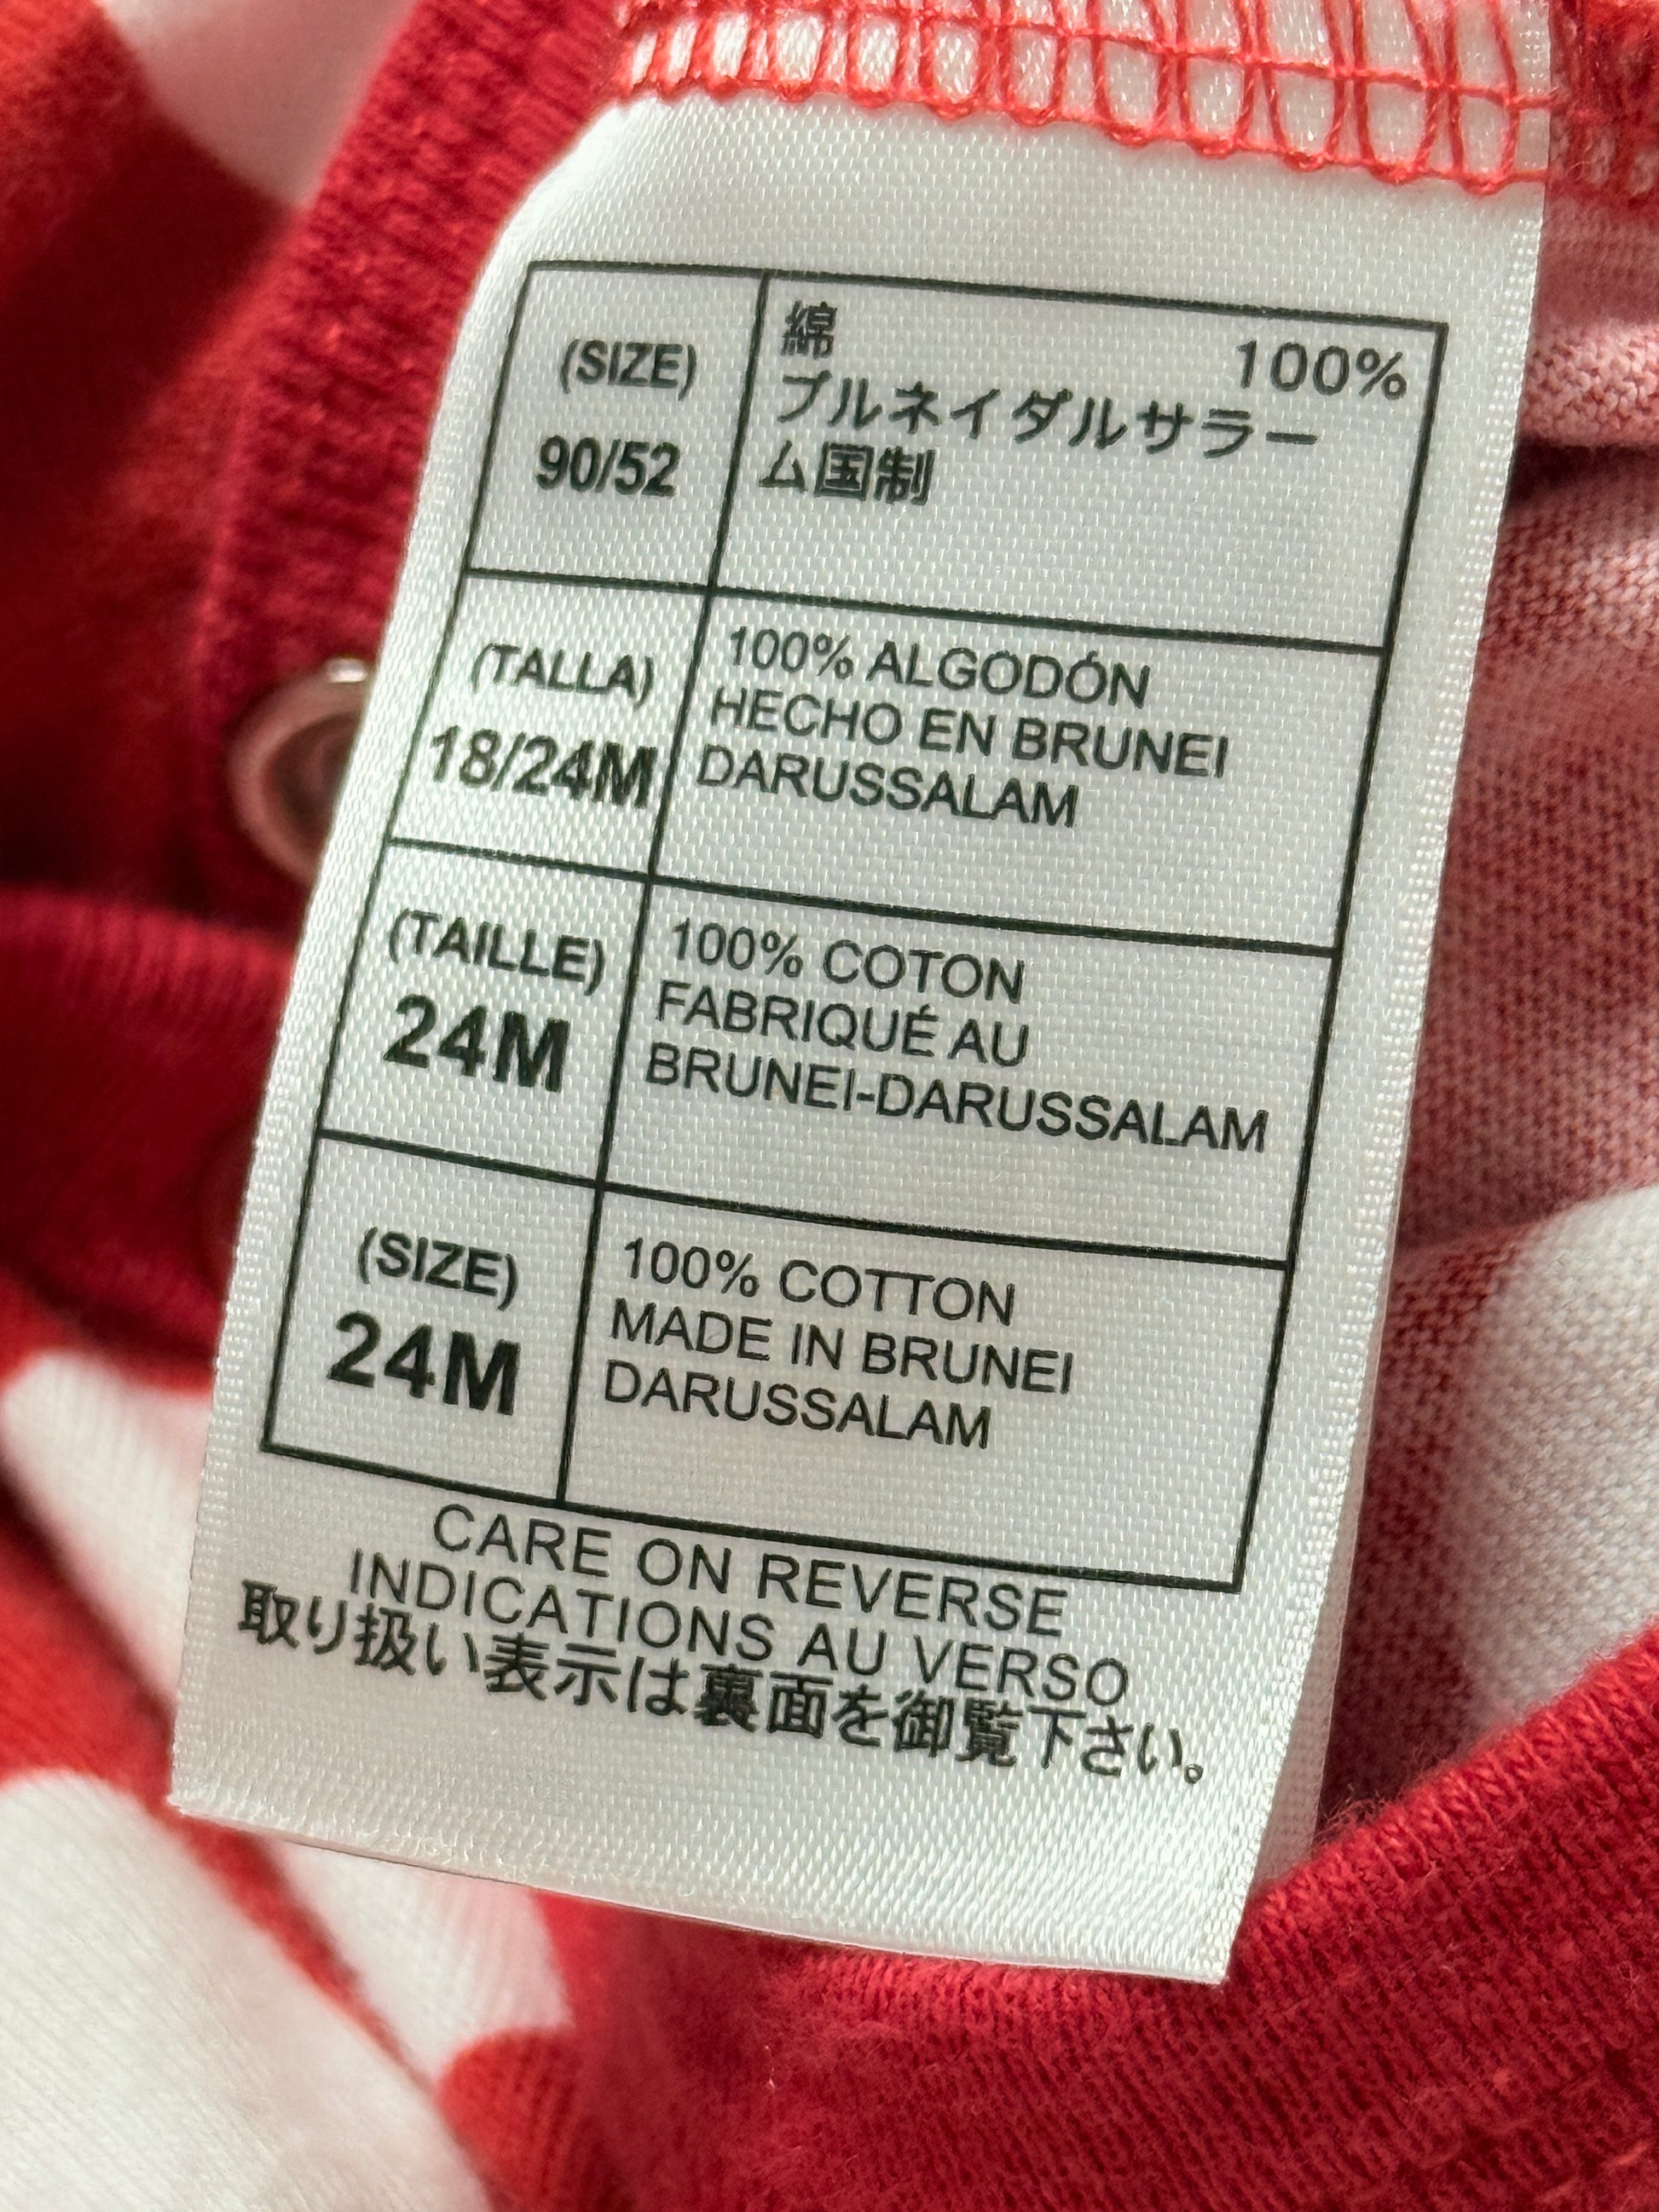 (SIZE)
90/52
綿 100%
ブルネイダルサラー
ム国制
(TALLA)
18/24M
100% ALGODÓN
HECHO EN BRUNEI
DARUSSALAM
(TAILLE)
24M
100% COTON
FABRIQUÉ AU
BRUNEI-DARUSSALAM
(SIZE)
24M
100% COTTON
MADE IN BRUNEI
DARUSSALAM
CARE ON REVERSE
INDICATIONS AU VERSO
取り扱い表示は裏面を御覧下さい。